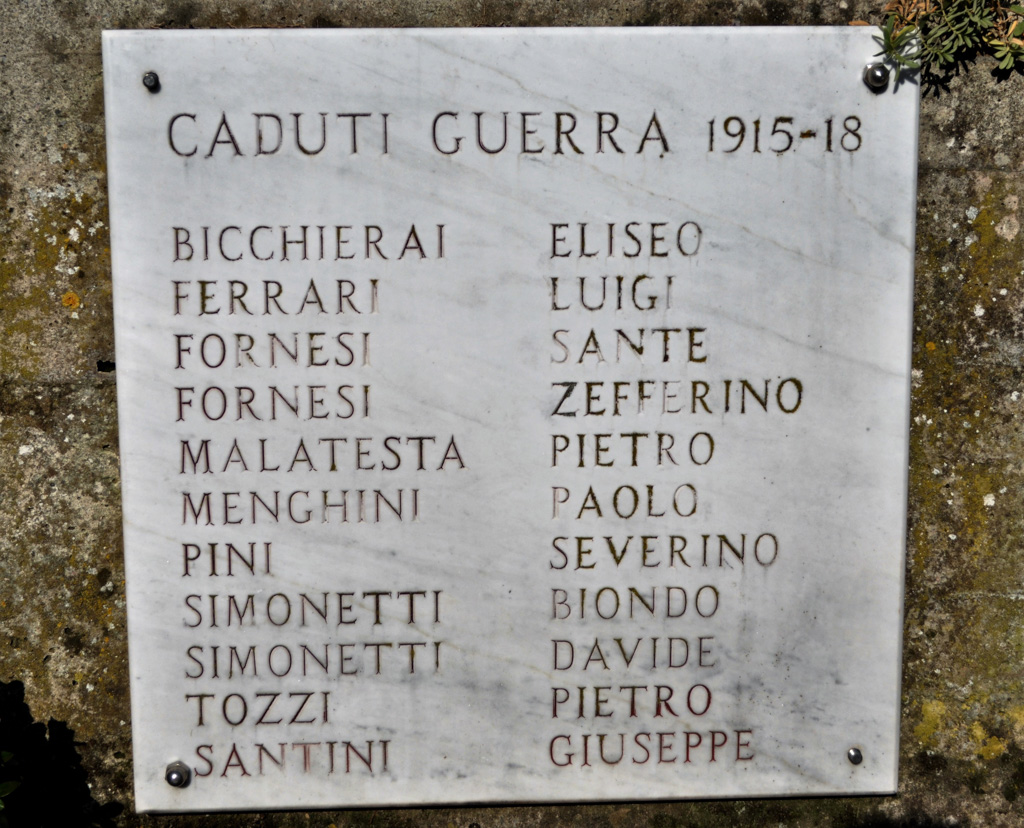 CADUTI GUERRA 1915-18
BICCHIERAI ELISEO
FERRARI LUIGI
FORNESI SANTE
FORNESI ZEFFERINO
MALATESTA PIETRO
MENGHINI PAOLO
PINI SEVERINO
SIMONETTI BIONDO
SIMONETTI DAVIDE
TOZZI PIETRO
SANTINI GIUSEPPE